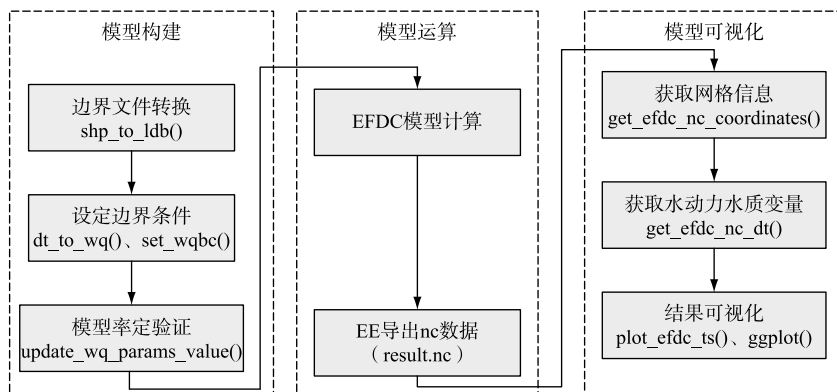 模型构建
边界文件转换
shp_to_ldb()
设定边界条件
dt_to_wq()、set_wqbc()
模型率定验证
update_wq_params_value()
模型运算
EFDC模型计算
EE导出nc数据
（result.nc）
模型可视化
获取网格信息
get_efdc_nc_coordinates()
获取水动力水质变量
get_efdc_nc_dt()
结果可视化
plot_efdc_ts()、ggplot()